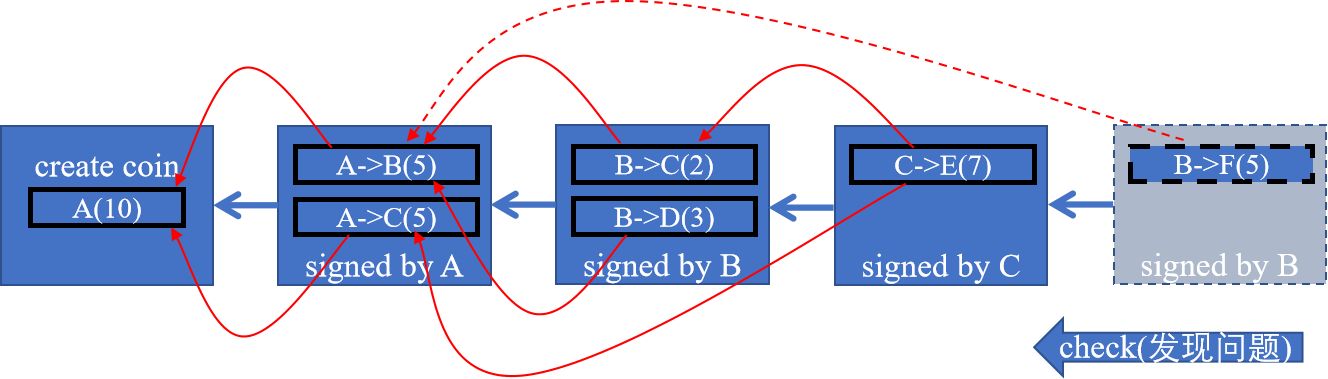 create coin
A(10)
A->B(5)
A->C(5)
signed by A
B->C(2)
B->D(3)
signed by B
C->E(7)
signed by C
B->F(5)
signed by B
check(发现问题)